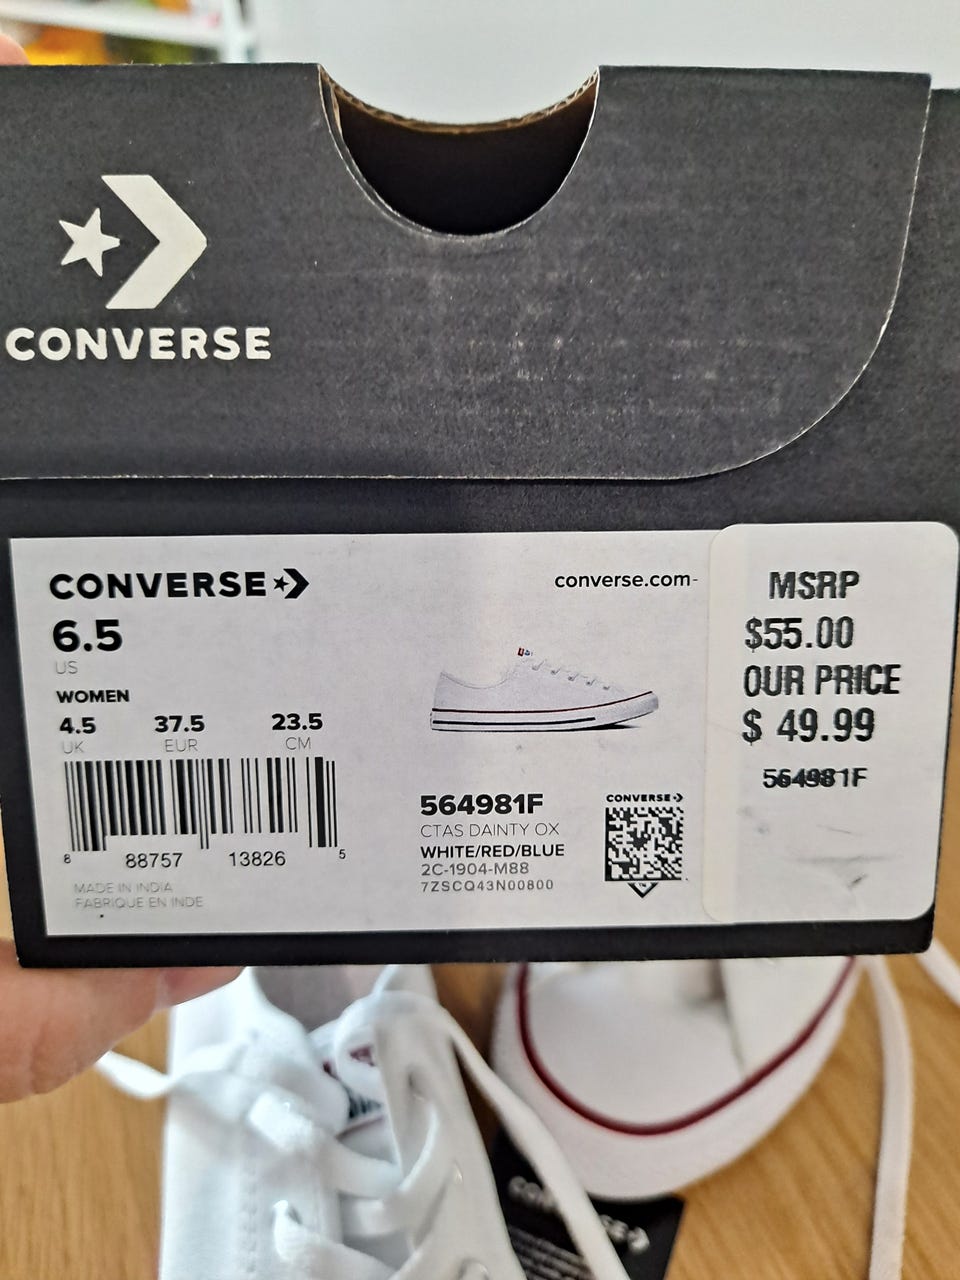 CONVERSE
CONVERSE
converse.com
6.5
US
WOMEN
4.5 37.5 23.5
UK EUR CM
8 88757 13826 5
MADE IN INDIA
FABRIQUE EN INDE
564981F
CTAS DAINTY OX
WHITE/RED/BLUE
2C-1904-M88
7ZSCQ43N00800
CONVERSE
MSRP
$55.00
OUR PRICE
$ 49.99
564981F
CONVERSE